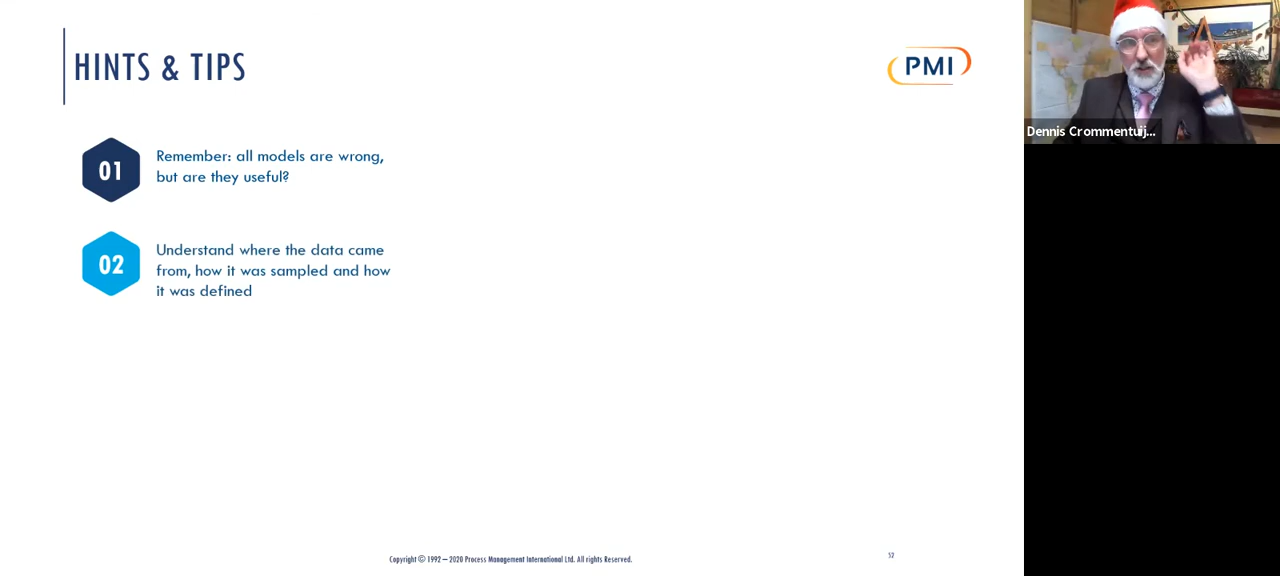 HINTS & TIPS
PMI
01
Remember: all models are wrong,
but are they useful?
02
Understand where the data came
from, how it was sampled and how
it was defined
Copyright © 1992 – 2020 Process Management International Ltd. All rights Reserved.
52
Dennis Crommentuij...